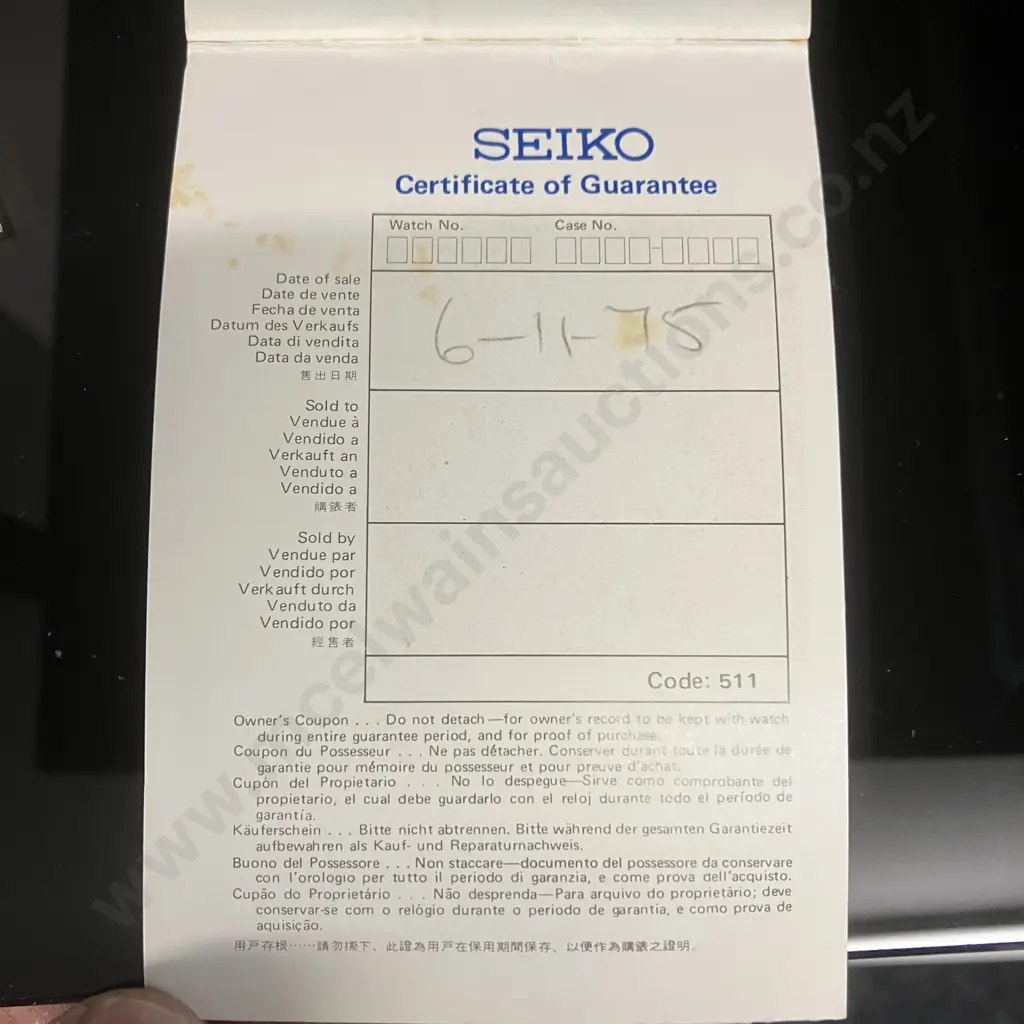 SEIKO
Certificate of Guarantee
Watch No. Case No.
Date of sale
Date de vente
Fecha de venta
Datum des Verkaufs
Data di vendita
Data da venda
售出日期
6-11-75
Sold to
Vendue à
Vendido a
Verkauft an
Venduto a
Vendido a
購錶者
Sold by
Vendue par
Vendido por
Verkauft durch
Venduto da
Vendido por
經售者
Code: 511
Owner's Coupon . . . Do not detach—for owner's record to be kept with watch
during entire guarantee period, and for proof of purchase.
Coupon du Possesseur . . . Ne pas détacher. Conserver durant toute la durée de
garantie pour mémoire du possesseur et pour preuve d'achat.
Cupón del Propietario . . . No lo despegue—Sirve como comprobante del
propietario, el cual debe guardarlo con el reloj durante todo el período de
garantía.
Käuferschein . . . Bitte nicht abtrennen. Bitte während der gesamten Garantiezeit
aufbewahren als Kauf- und Reparaturnachweis.
Buono del Possessore . . . Non staccare—documento del possessore da conservare
con l'orologio per tutto il periodo di garanzia, e come prova dell'acquisto.
Cupão do Proprietário . . . Não desprenda—Para arquivo do proprietário; deve
conservar-se com o relógio durante o periodo de garantia, e como prova de
aquisição.
用戶存根⋯⋯請勿撕下、此證為用戶在保用期間保存、以便作為購錶之證明。
www.mcelwainsauctions.co.nz